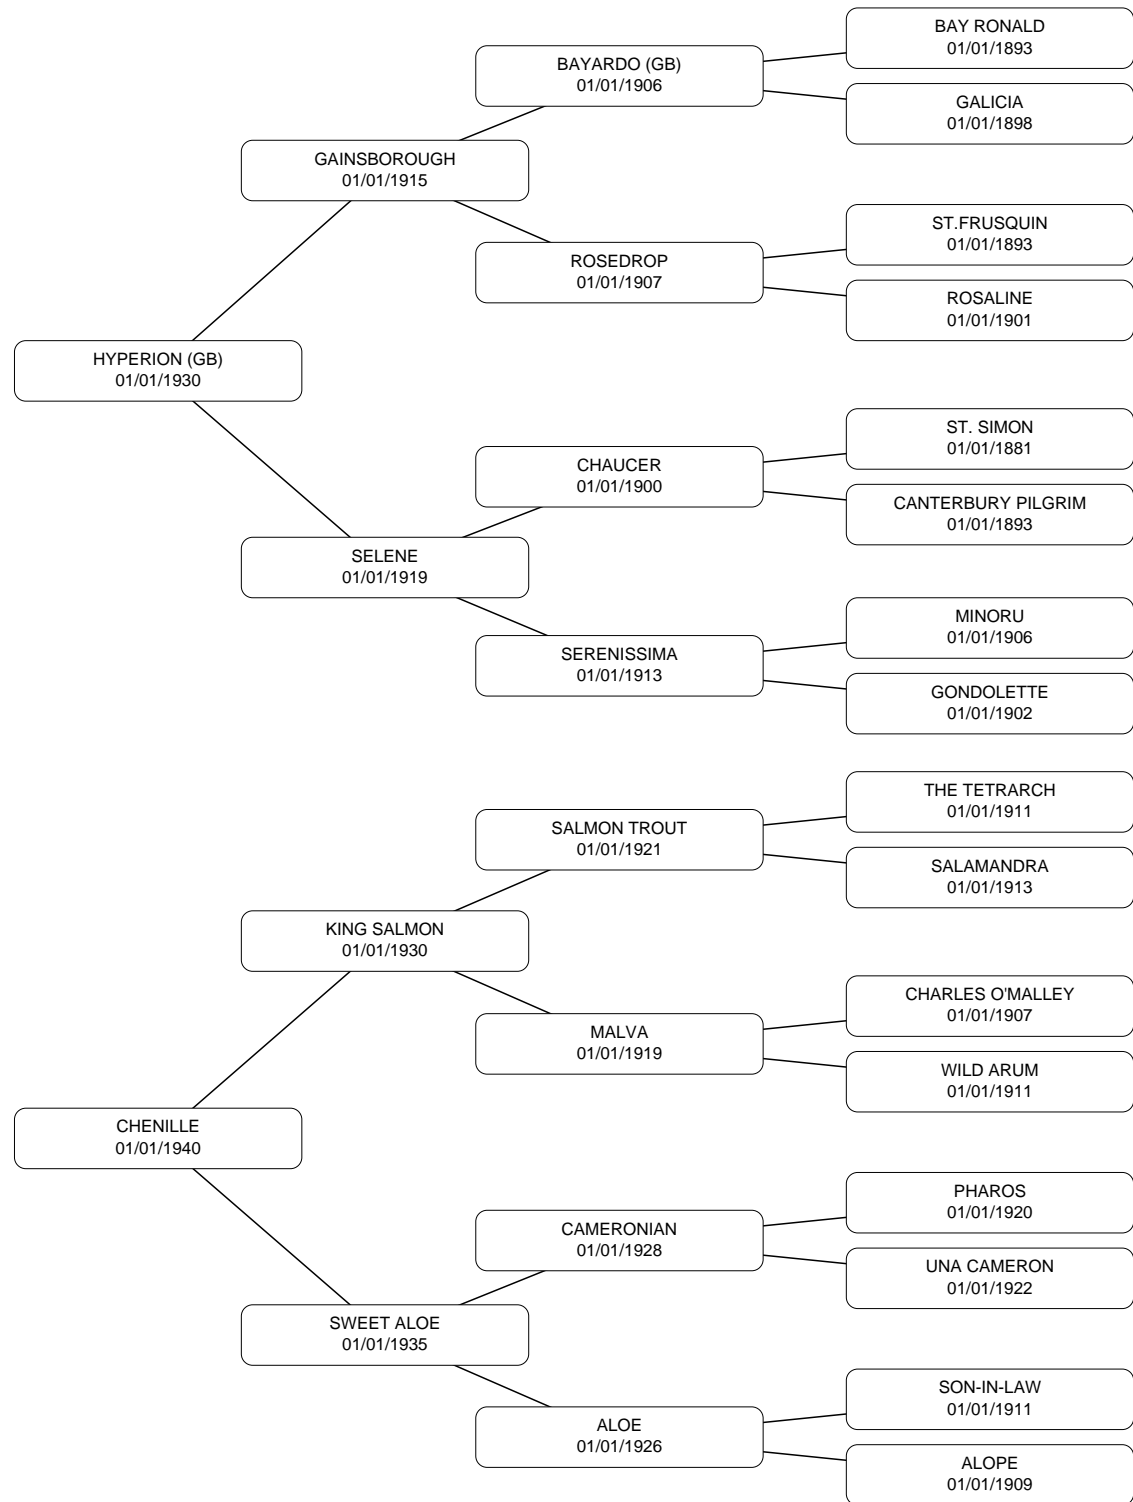 BAY RONALD
01/01/1893
BAYARDO (GB)
01/01/1906
GALICIA
01/01/1898
GAINSBOROUGH
01/01/1915
ST.FRUSQUIN
01/01/1893
ROSEDROP
01/01/1907
ROSALINE
01/01/1901
HYPERION (GB)
01/01/1930
ST. SIMON
01/01/1881
CHAUCER
01/01/1900
CANTERBURY PILGRIM
01/01/1893
SELENE
01/01/1919
MINORU
01/01/1906
SERENISSIMA
01/01/1913
GONDOLETTE
01/01/1902
THE TETRARCH
01/01/1911
SALMON TROUT
01/01/1921
SALAMANDRA
01/01/1913
KING SALMON
01/01/1930
CHARLES O'MALLEY
01/01/1907
MALVA
01/01/1919
WILD ARUM
01/01/1911
CHENILLE
01/01/1940
PHAROS
01/01/1920
CAMERONIAN
01/01/1928
UNA CAMERON
01/01/1922
SWEET ALOE
01/01/1935
SON-IN-LAW
01/01/1911
ALOE
01/01/1926
ALOPE
01/01/1909